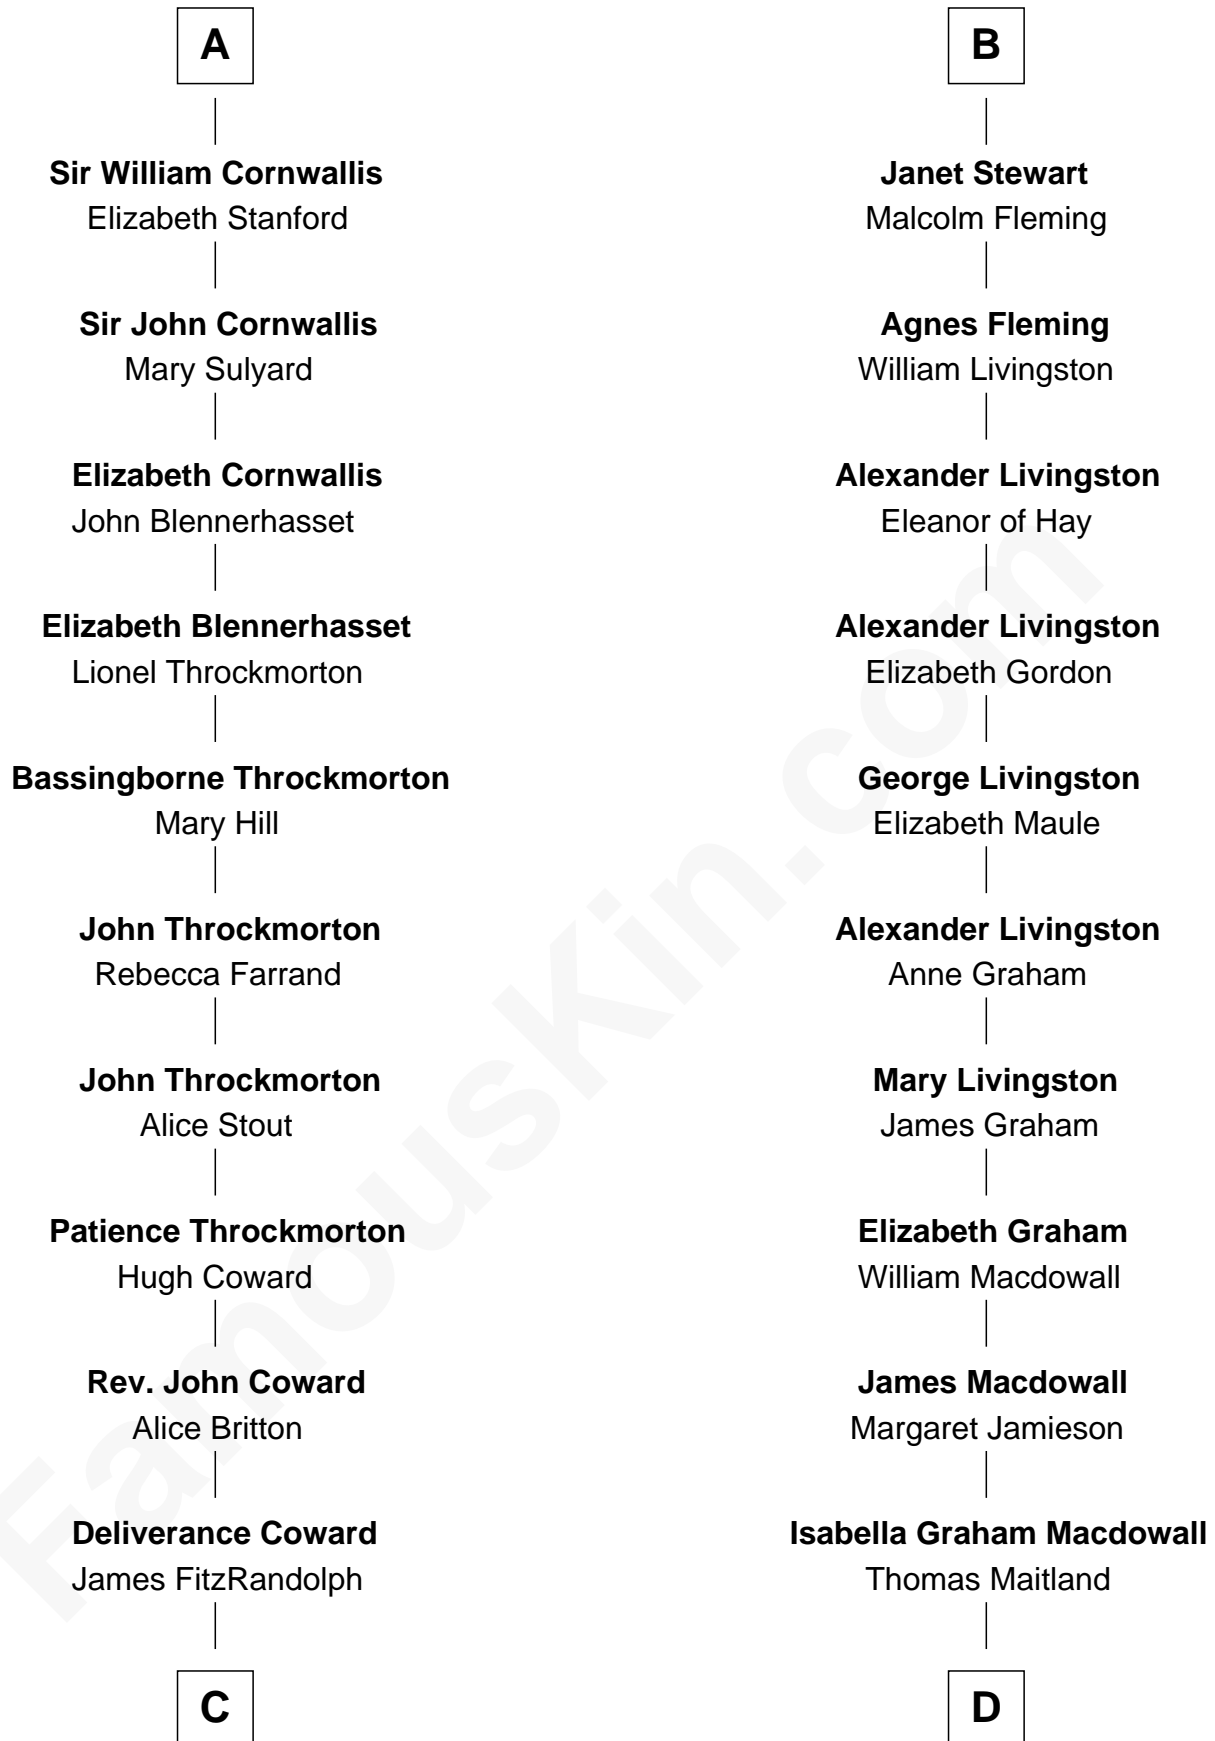 A
Sir William Cornwallis
Elizabeth Stanford
Sir John Cornwallis
Mary Sulyard
Elizabeth Cornwallis
John Blennerhasset
Elizabeth Blennerhasset
Lionel Throckmorton
Bassingborne Throckmorton
Mary Hill
John Throckmorton
Rebecca Farrand
John Throckmorton
Alice Stout
Patience Throckmorton
Hugh Coward
Rev. John Coward
Alice Britton
Deliverance Coward
James FitzRandolph
C
B
Janet Stewart
Malcolm Fleming
Agnes Fleming
William Livingston
Alexander Livingston
Eleanor of Hay
Alexander Livingston
Elizabeth Gordon
George Livingston
Elizabeth Maule
Alexander Livingston
Anne Graham
Mary Livingston
James Graham
Elizabeth Graham
William Macdowall
James Macdowall
Margaret Jamieson
Isabella Graham Macdowall
Thomas Maitland
D
FamousKin.com